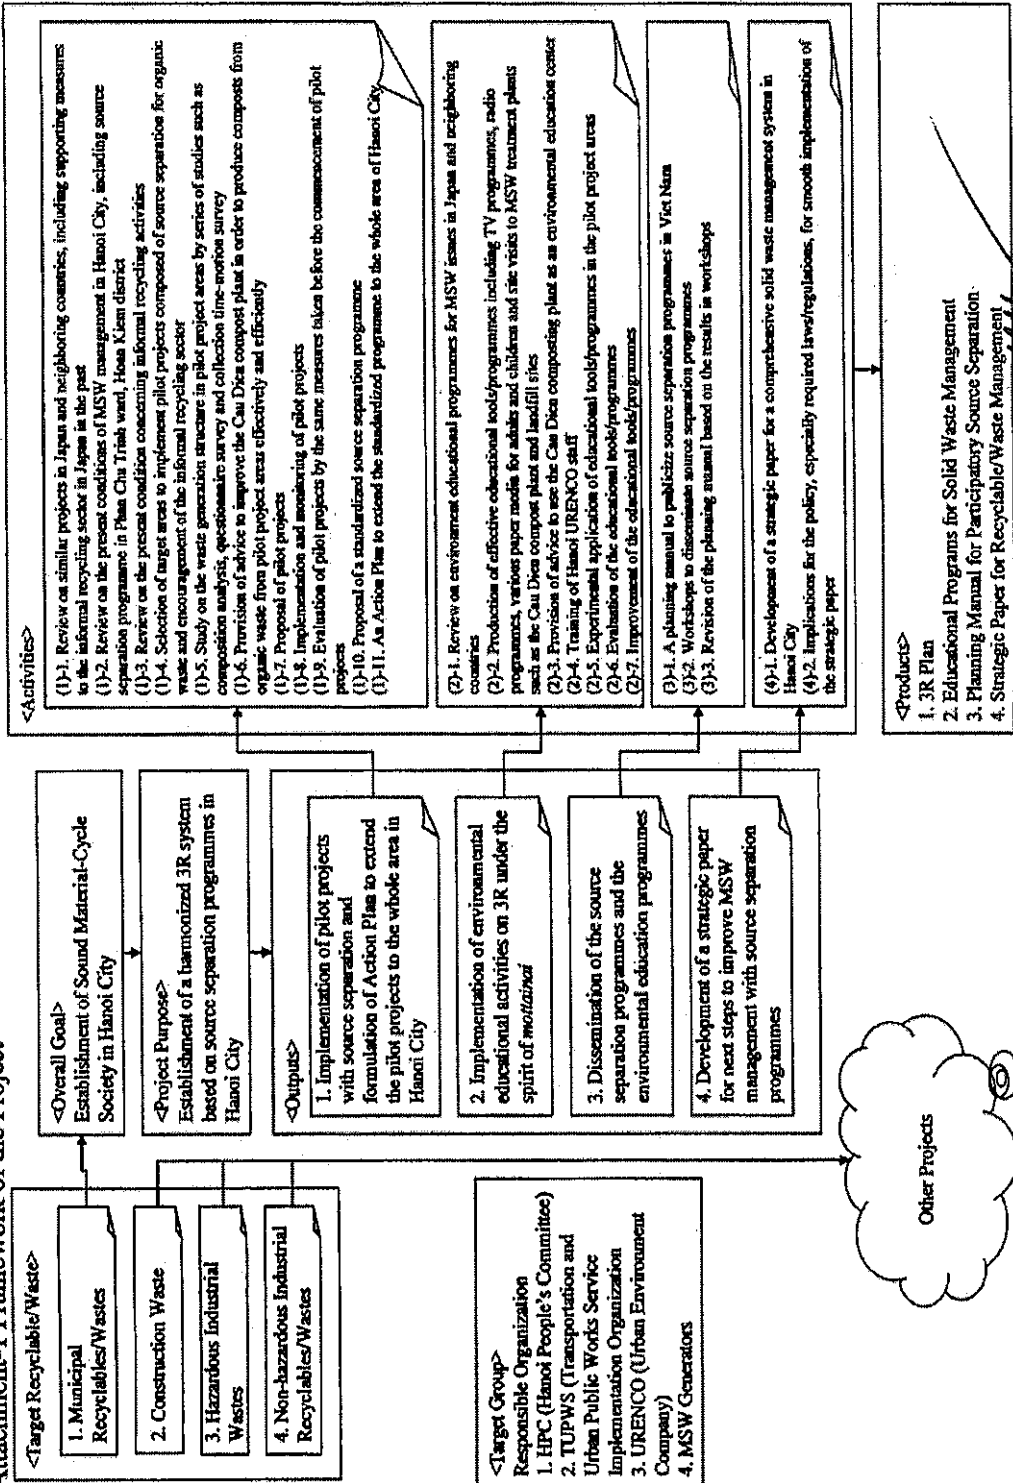 Attachment-1 Framework of the Project
<Target Recyclable/Waste>
1. Municipal
Recyclables/Wastes
2. Construction Waste
3. Hazardous Industrial
Wastes
4. Non-hazardous Industrial
Recyclables/Wastes
<Target Group>
Responsible Organization
1. HPC (Hanoi People's Committee)
2. TUPWS (Transportation and
Urban Public Works Service
Implementation Organization
3. URENCO (Urban Environment
Company)
4. MSW Generators
<Overall Goal>
Establishment of Sound Material-Cycle
Society in Hanoi City
<Project Purpose>
Establishment of a harmonized 3R system
based on source separation programmes in
Hanoi City
<Outputs>
1. Implementation of pilot projects
with source separation and
formulation of Action Plan to extend
the pilot projects to the whole area in
Hanoi City
2. Implementation of environmental
educational activities on 3R under the
spirit of mottainai
3. Dissemination of the source
separation programmes and the
environmental education programmes
4. Development of a strategic paper
for next steps to improve MSW
management with source separation
programmes
Other Projects
<Activities>
(1)-1. Review on similar projects in Japan and neighboring countries, including supporting measures
to the informal recycling sector in Japan in the past
(1)-2. Review on the present conditions of MSW management in Hanoi City, including source
separation programme in Phan Chu Trinh ward, Hoan Kiem district
(1)-3. Review on the present condition concerning informal recycling activities
(1)-4. Selection of target areas to implement pilot projects composed of source separation for organic
waste and encouragement of the informal recycling sector
(1)-5. Study on the waste generation structure in pilot project areas by series of studies such as
composition analysis, questionnaire survey and collection time-motion survey
(1)-6. Provision of advice to improve the Cau Dien compost plant in order to produce composts from
organic waste from pilot project areas effectively and efficiently
(1)-7. Proposal of pilot projects
(1)-8. Implementation and monitoring of pilot projects
(1)-9. Evaluation of pilot projects by the same measures taken before the commencement of pilot
projects
(1)-10. Proposal of a standardized source separation programme
(1)-11. An Action Plan to extend the standardized programme to the whole area of Hanoi City
(2)-1. Review on environment educational programmes for MSW issues in Japan and neighboring
countries
(2)-2. Production of effective educational tools/programmes including TV programmes, radio
programmes, various paper media for adults and children and site visits to MSW treatment plants
such as the Cau Dien compost plant and landfill sites
(2)-3. Provision of advice to use the Cau Dien composting plant as an environmental education center
(2)-4. Training of Hanoi URENCO staff
(2)-5. Experimental application of educational tools/programmes in the pilot project areas
(2)-6. Evaluation of the educational tools/programmes
(2)-7. Improvement of the educational tools/programmes
(3)-1. A planning manual to publicize source separation programmes in Viet Nam
(3)-2. Workshops to disseminate source separation programmes
(3)-3. Revision of the planning manual based on the results in workshops
(4)-1. Development of a strategic paper for a comprehensive solid waste management system in
Hanoi City
(4)-2. Implications for the policy, especially required laws/regulations, for smooth implementation of
the strategic paper
<Products>
1. 3R Plan
2. Educational Programs for Solid Waste Management
3. Planning Manual for Participatory Source Separation
4. Strategic Paper for Recyclable/Waste Management